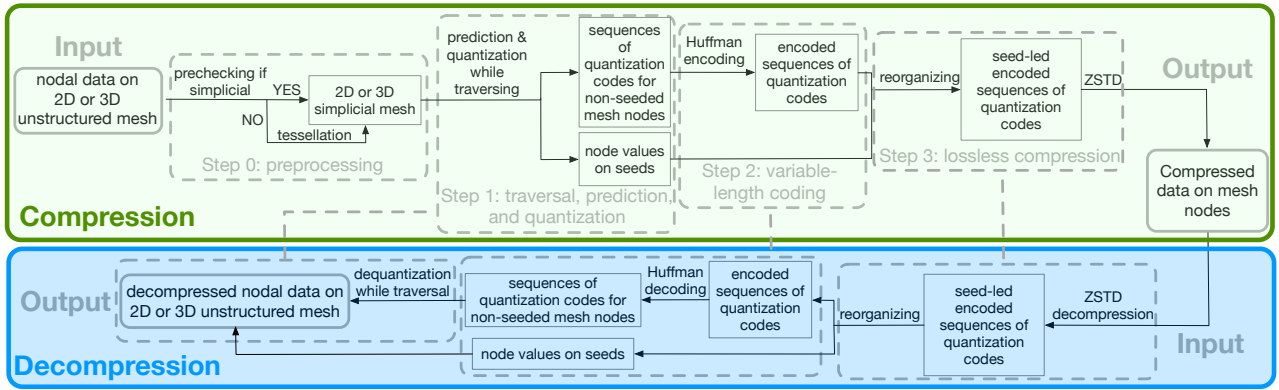 Input
nodal data on
2D or 3D
unstructured mesh
prechecking if
simplicial
YES
NO
tessellation
2D or 3D
simplicial mesh
Step 0: preprocessing
prediction &
quantization
while
traversing
sequences
of
quantization
codes for
non-seeded
mesh nodes
node values
on seeds
Step 1: traversal, prediction,
and quantization
Huffman
encoding
encoded
sequences of
quantization
codes
Step 2: variable-
length coding
reorganizing
seed-led
encoded
sequences of
quantization
codes
Step 3: lossless compression
ZSTD
Output
Compressed
data on mesh
nodes
Compression
Output
decompressed nodal data on
2D or 3D unstructured mesh
dequantization
while traversal
sequences of
quantization codes for
non-seeded mesh nodes
node values on seeds
Huffman
decoding
encoded
sequences of
quantization
codes
reorganizing
seed-led
encoded
sequences of
quantization
codes
ZSTD
decompression
Input
Decompression